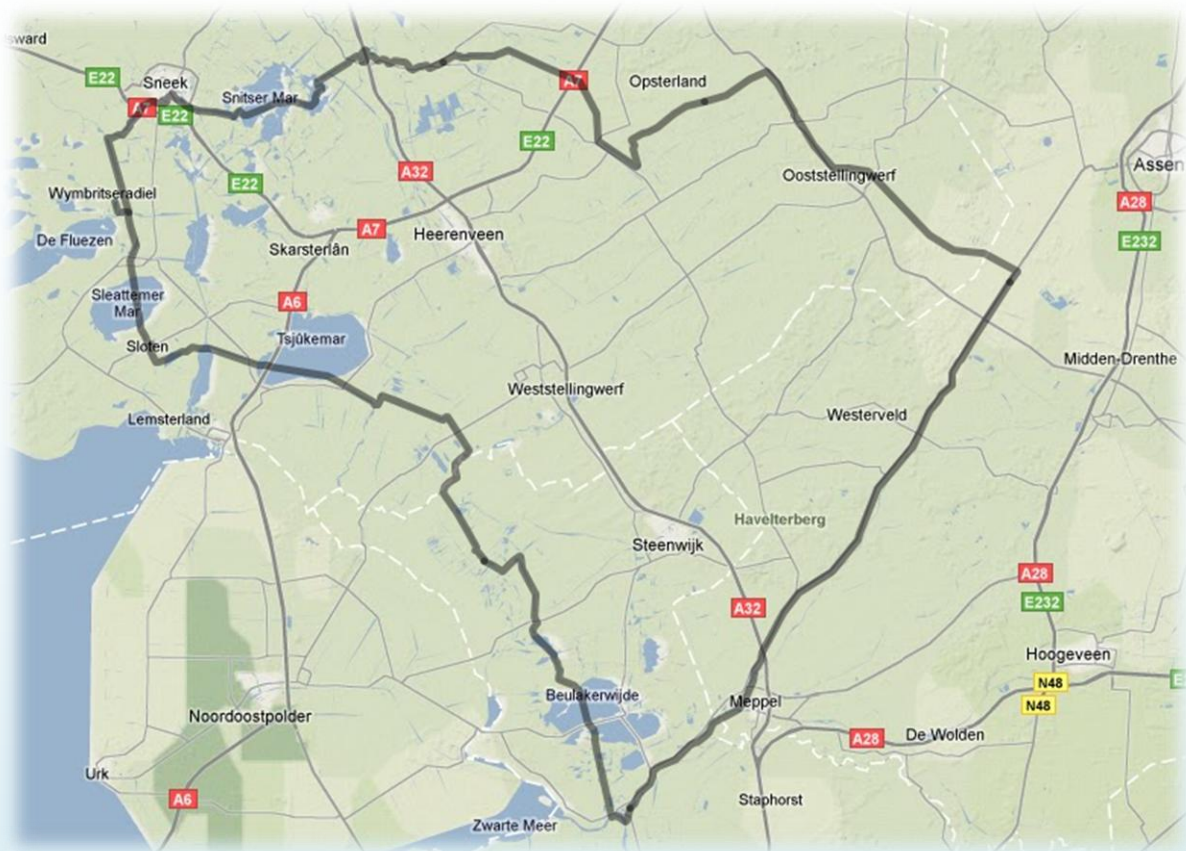 sward
E22
Sneek
A7
E22
Snitser Mar
A7
Opsterland
E22
A32
E22
Ooststellingwerf
Assen
Wymbritseradiel
A28
De Fluezen
A7
Heerenveen
E232
Skarsterlân
Sleattemer
Mar
A6
Sloten
Tsjûkemar
Midden-Drenthe
Weststellingwerf
Lemsterland
Westerveld
Havelterberg
Steenwijk
A28
E232
A32
Hoogeveen
N48
E
Beulakerwijde
Meppel
N48
Noordoostpolder
A28
De Wolden
Urk
A6
Staphorst
Zwarte Meer